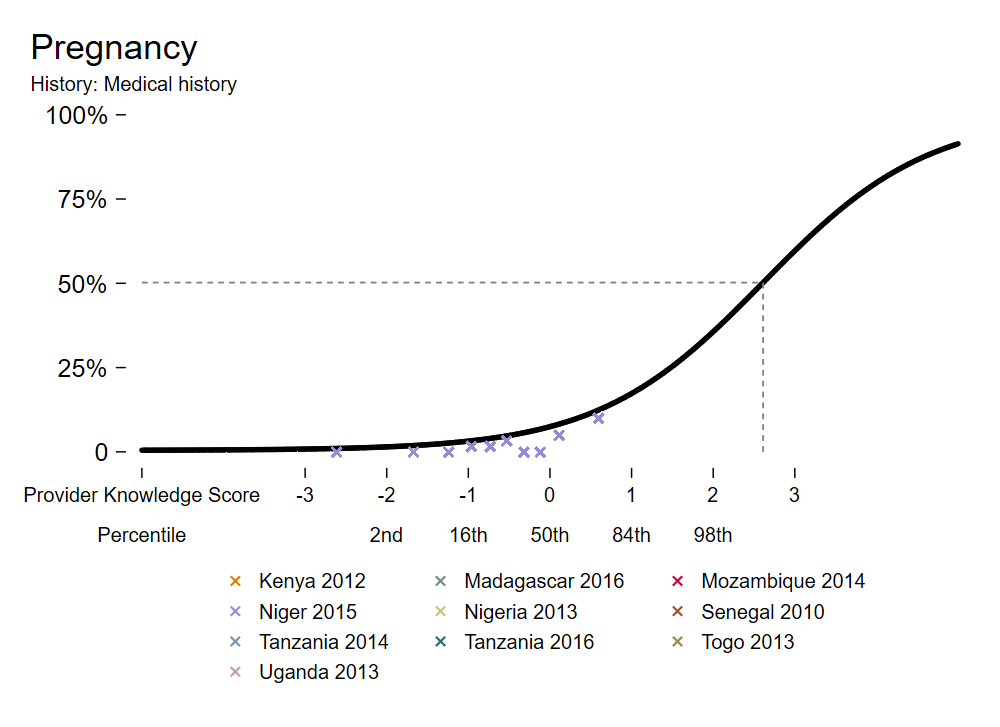 Pregnancy
History: Medical history
100%
75%
50%
25%
0
Provider Knowledge Score -3 -2 -1 0 1 2 3
Percentile 2nd 16th 50th 84th 98th
Kenya 2012 Madagascar 2016 Mozambique 2014
Niger 2015 Nigeria 2013 Senegal 2010
Tanzania 2014 Tanzania 2016 Togo 2013
Uganda 2013